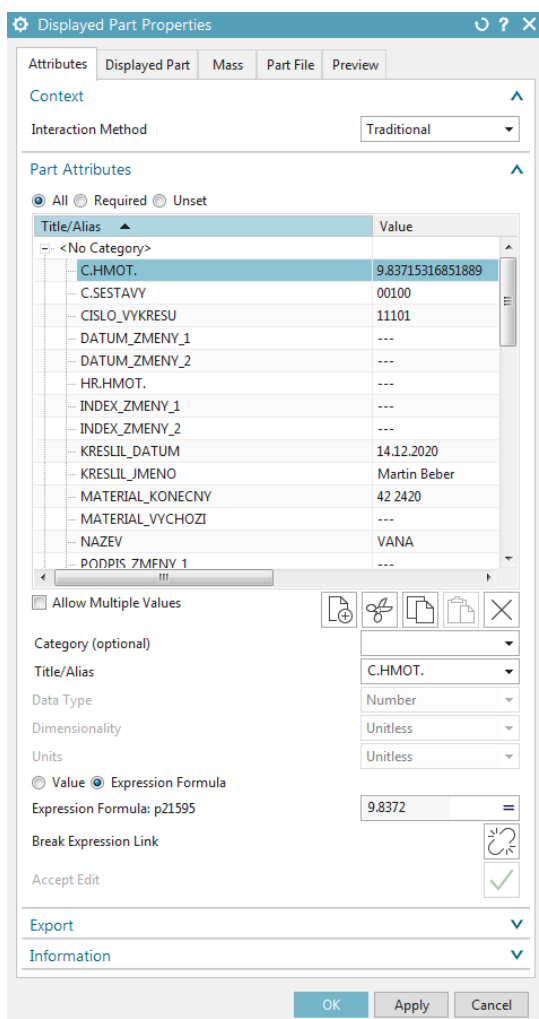 Displayed Part Properties
Attributes Displayed Part Mass Part File Preview
Context
Interaction Method Traditional
Part Attributes
All Required Unset
Title/Alias Value
<No Category>
C.HMOT. 9.83715316851889
C.SESTAVY 00100
CISLO_VYKRESU 11101
DATUM_ZMENY_1 ---
DATUM_ZMENY_2 ---
HR.HMOT. ---
INDEX_ZMENY_1 ---
INDEX_ZMENY_2 ---
KRESLIL_DATUM 14.12.2020
KRESLIL_JMENO Martin Beber
MATERIAL_KONECNY 42 2420
MATERIAL_VYCHOZI ---
NAZEV VANA
PODPIS_ZMENY_1 ---
Allow Multiple Values
Category (optional)
Title/Alias C.HMOT.
Data Type Number
Dimensionality Unitless
Units Unitless
Value Expression Formula
Expression Formula: p21595 9.8372 =
Break Expression Link
Accept Edit
Export
Information
OK Apply Cancel